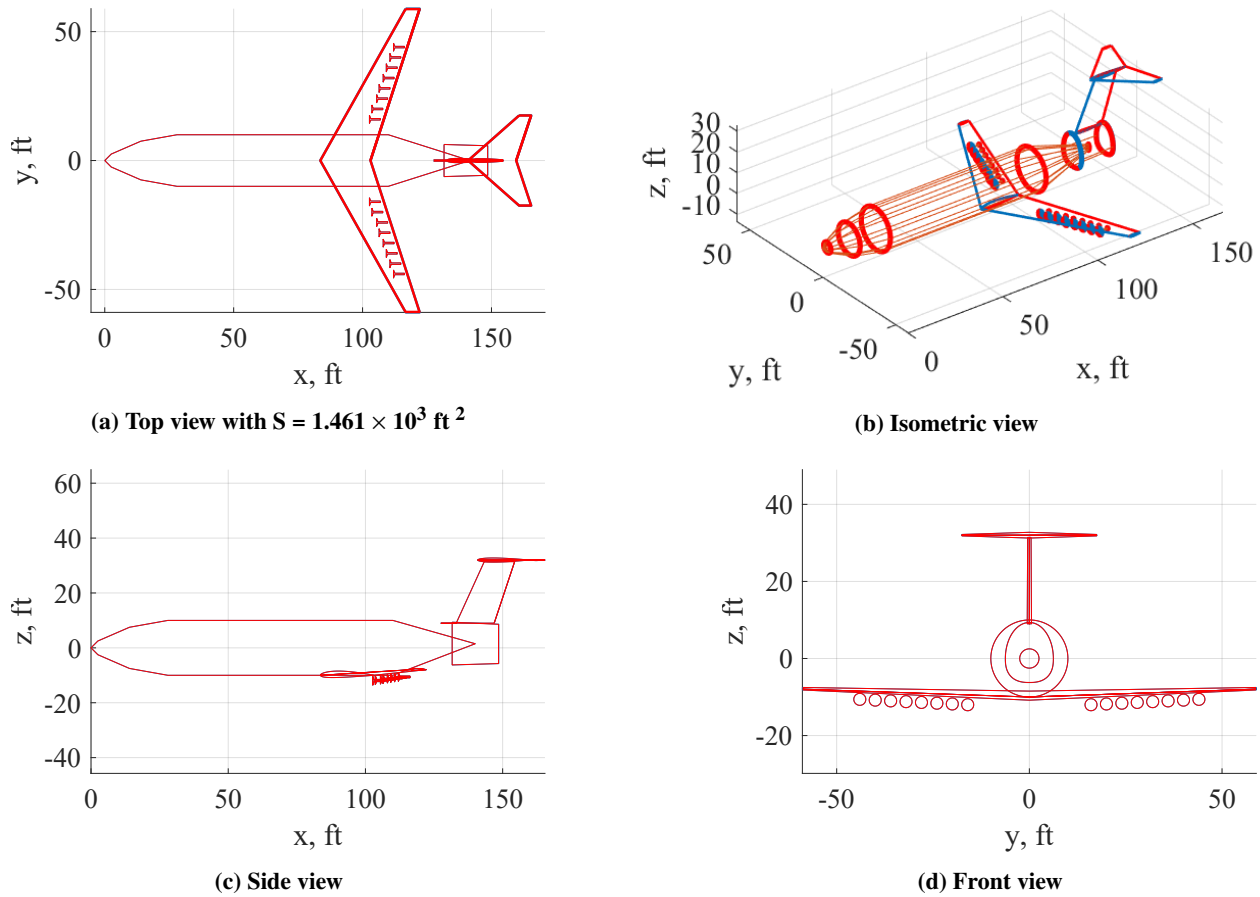 50
0
-50
y, ft
0
50
100
150
x, ft
(a) Top view with S = 1.461 × 10³ ft ²
30
20
10
0
-10
z, ft
50
0
-50
y, ft
0
50
100
150
x, ft
(b) Isometric view
60
40
20
0
-20
-40
z, ft
0
50
100
150
x, ft
(c) Side view
40
20
0
-20
z, ft
-50
0
50
y, ft
(d) Front view